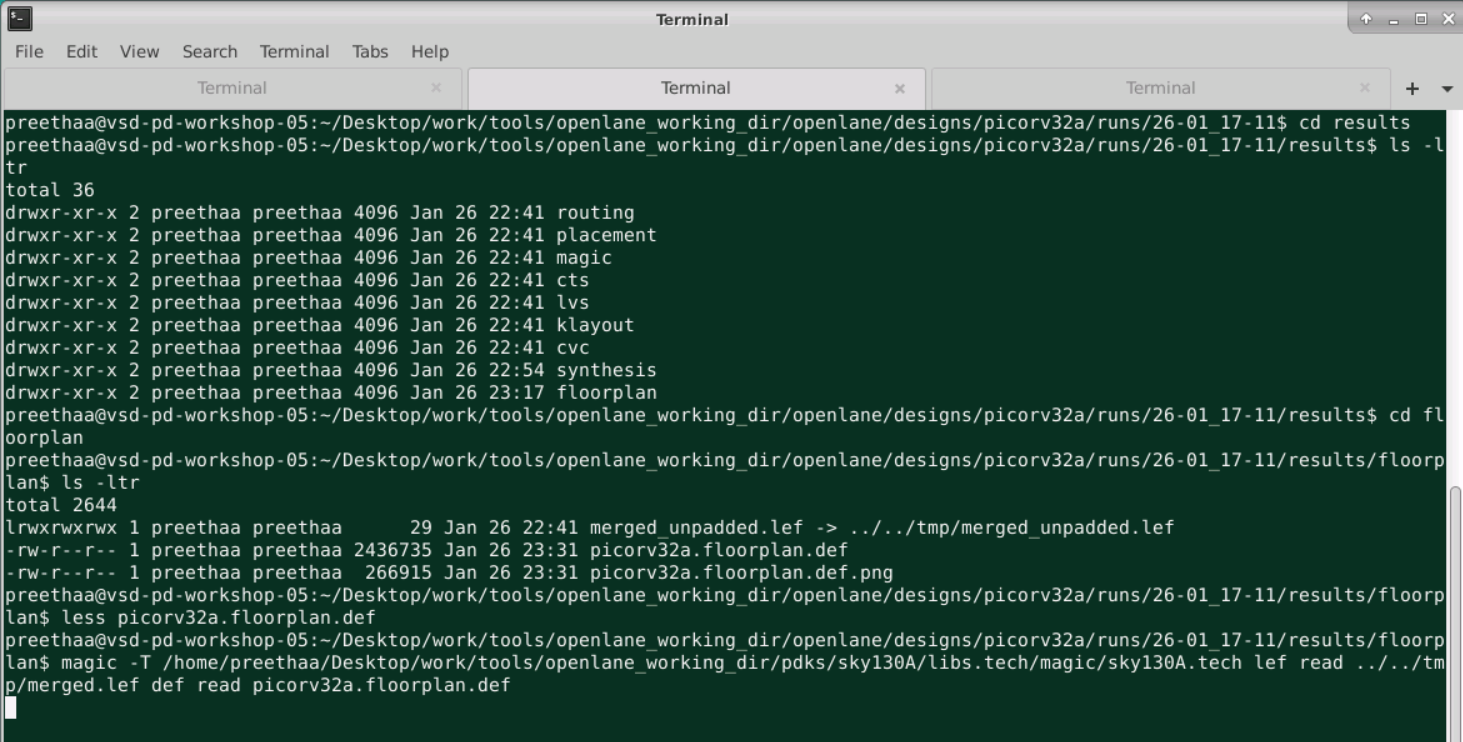 Terminal
File Edit View Search Terminal Tabs Help
Terminal × Terminal × Terminal × +
preethaa@vsd-pd-workshop-05:~/Desktop/work/tools/openlane_working_dir/openlane/designs/picorv32a/runs/26-01_17-11$ cd results
preethaa@vsd-pd-workshop-05:~/Desktop/work/tools/openlane_working_dir/openlane/designs/picorv32a/runs/26-01_17-11/results$ ls -l
tr
total 36
drwxr-xr-x 2 preethaa preethaa 4096 Jan 26 22:41 routing
drwxr-xr-x 2 preethaa preethaa 4096 Jan 26 22:41 placement
drwxr-xr-x 2 preethaa preethaa 4096 Jan 26 22:41 magic
drwxr-xr-x 2 preethaa preethaa 4096 Jan 26 22:41 cts
drwxr-xr-x 2 preethaa preethaa 4096 Jan 26 22:41 lvs
drwxr-xr-x 2 preethaa preethaa 4096 Jan 26 22:41 klayout
drwxr-xr-x 2 preethaa preethaa 4096 Jan 26 22:41 cvc
drwxr-xr-x 2 preethaa preethaa 4096 Jan 26 22:54 synthesis
drwxr-xr-x 2 preethaa preethaa 4096 Jan 26 23:17 floorplan
preethaa@vsd-pd-workshop-05:~/Desktop/work/tools/openlane_working_dir/openlane/designs/picorv32a/runs/26-01_17-11/results$ cd fl
oorplan
preethaa@vsd-pd-workshop-05:~/Desktop/work/tools/openlane_working_dir/openlane/designs/picorv32a/runs/26-01_17-11/results/floorp
lan$ ls -ltr
total 2644
lrwxrwxrwx 1 preethaa preethaa      29 Jan 26 22:41 merged_unpadded.lef -> ../../tmp/merged_unpadded.lef
-rw-r--r-- 1 preethaa preethaa 2436735 Jan 26 23:31 picorv32a.floorplan.def
-rw-r--r-- 1 preethaa preethaa  266915 Jan 26 23:31 picorv32a.floorplan.def.png
preethaa@vsd-pd-workshop-05:~/Desktop/work/tools/openlane_working_dir/openlane/designs/picorv32a/runs/26-01_17-11/results/floorp
lan$ less picorv32a.floorplan.def
preethaa@vsd-pd-workshop-05:~/Desktop/work/tools/openlane_working_dir/openlane/designs/picorv32a/runs/26-01_17-11/results/floorp
lan$ magic -T /home/preethaa/Desktop/work/tools/openlane_working_dir/pdks/sky130A/libs.tech/magic/sky130A.tech lef read ../../tm
p/merged.lef def read picorv32a.floorplan.def